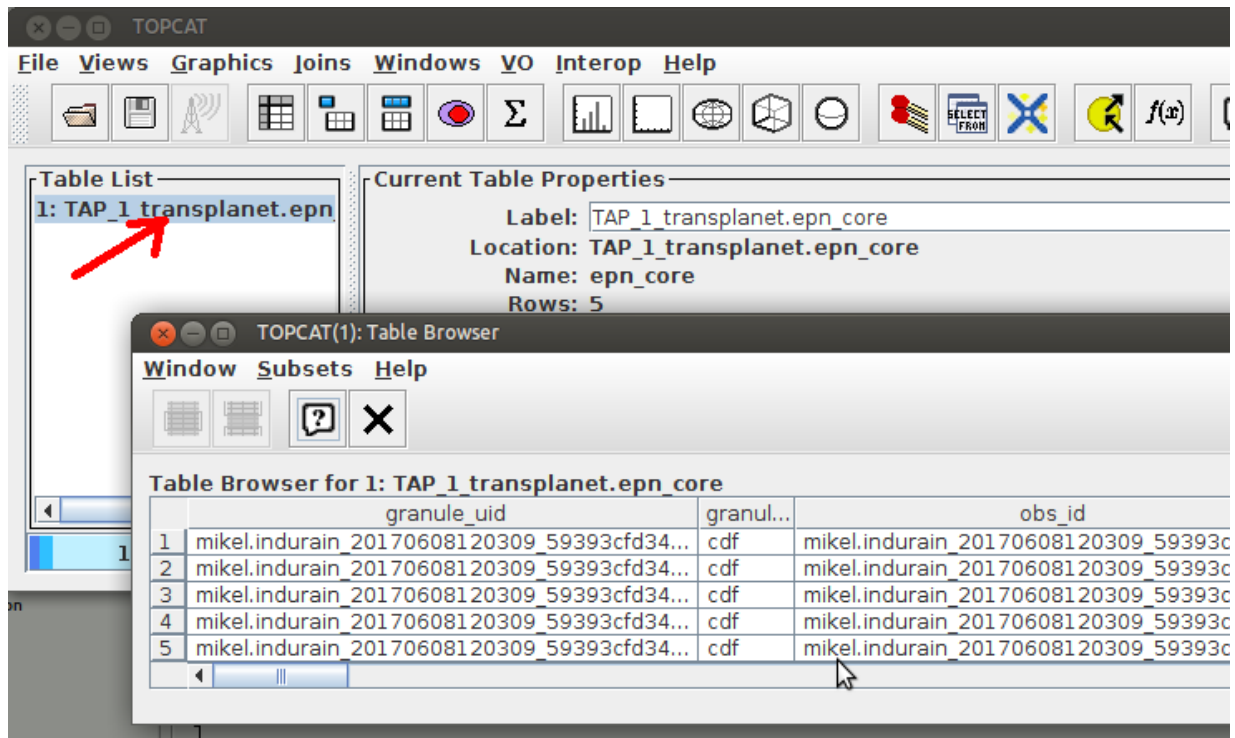 TOPCAT
File Views Graphics Joins Windows VO Interop Help
Σ SELECT FROM f(x)
Table List
1: TAP_1_transplanet.epn
Current Table Properties
Label: TAP_1_transplanet.epn_core
Location: TAP_1_transplanet.epn_core
Name: epn_core
Rows: 5
TOPCAT(1): Table Browser
Window Subsets Help
?
Table Browser for 1: TAP_1_transplanet.epn_core
granule_uid granul... obs_id
1 mikel.indurain_20170608120309_59393cfd34... cdf mikel.indurain_20170608120309_59393c
2 mikel.indurain_20170608120309_59393cfd34... cdf mikel.indurain_20170608120309_59393c
3 mikel.indurain_20170608120309_59393cfd34... cdf mikel.indurain_20170608120309_59393c
4 mikel.indurain_20170608120309_59393cfd34... cdf mikel.indurain_20170608120309_59393c
5 mikel.indurain_20170608120309_59393cfd34... cdf mikel.indurain_20170608120309_59393c
1